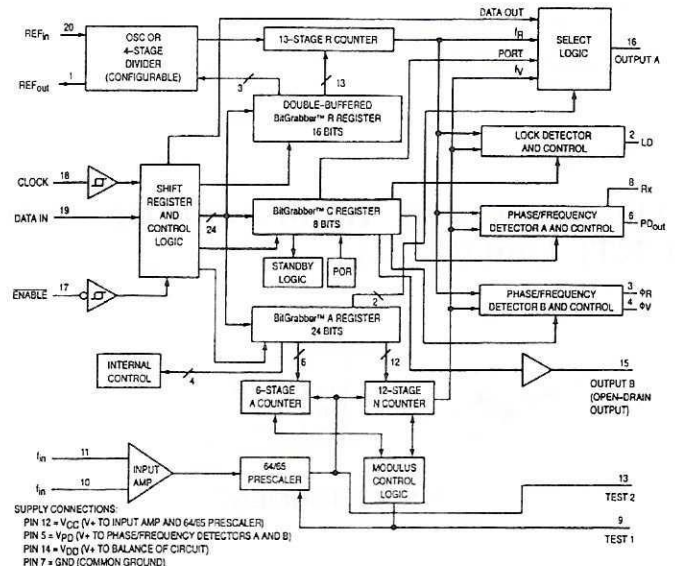 DATA OUT
20
REFin
OSC OR
4-STAGE
DIVIDER
(CONFIGURABLE)
13-STAGE R COUNTER
fR
SELECT
LOGIC
16
OUTPUT A
PORT
fV
1
REFout
3
13
DOUBLE-BUFFERED
BitGrabber™ R REGISTER
16 BITS
LOCK DETECTOR
AND CONTROL
2
LD
CLOCK
18
SHIFT
REGISTER
AND
CONTROL
LOGIC
DATA IN
19
24
BitGrabber™ C REGISTER
8 BITS
8
Rx
PHASE/FREQUENCY
DETECTOR A AND CONTROL
6
PDout
STANDBY
LOGIC
POR
ENABLE
17
2
PHASE/FREQUENCY
DETECTOR B AND CONTROL
3
ΦR
4
ΦV
BitGrabber™ A REGISTER
24 BITS
INTERNAL
CONTROL
4
6
12
15
OUTPUT B
(OPEN-DRAIN
OUTPUT)
6-STAGE
A COUNTER
12-STAGE
N COUNTER
fin
11
INPUT
AMP
64/65
PRESCALER
MODULUS
CONTROL
LOGIC
fin
10
13
TEST 2
9
TEST 1
SUPPLY CONNECTIONS:
PIN 12 = VCC (V+ TO INPUT AMP AND 64/65 PRESCALER)
PIN 5 = VPD (V+ TO PHASE/FREQUENCY DETECTORS A AND B)
PIN 14 = VDD (V+ TO BALANCE OF CIRCUIT)
PIN 7 = GND (COMMON GROUND)